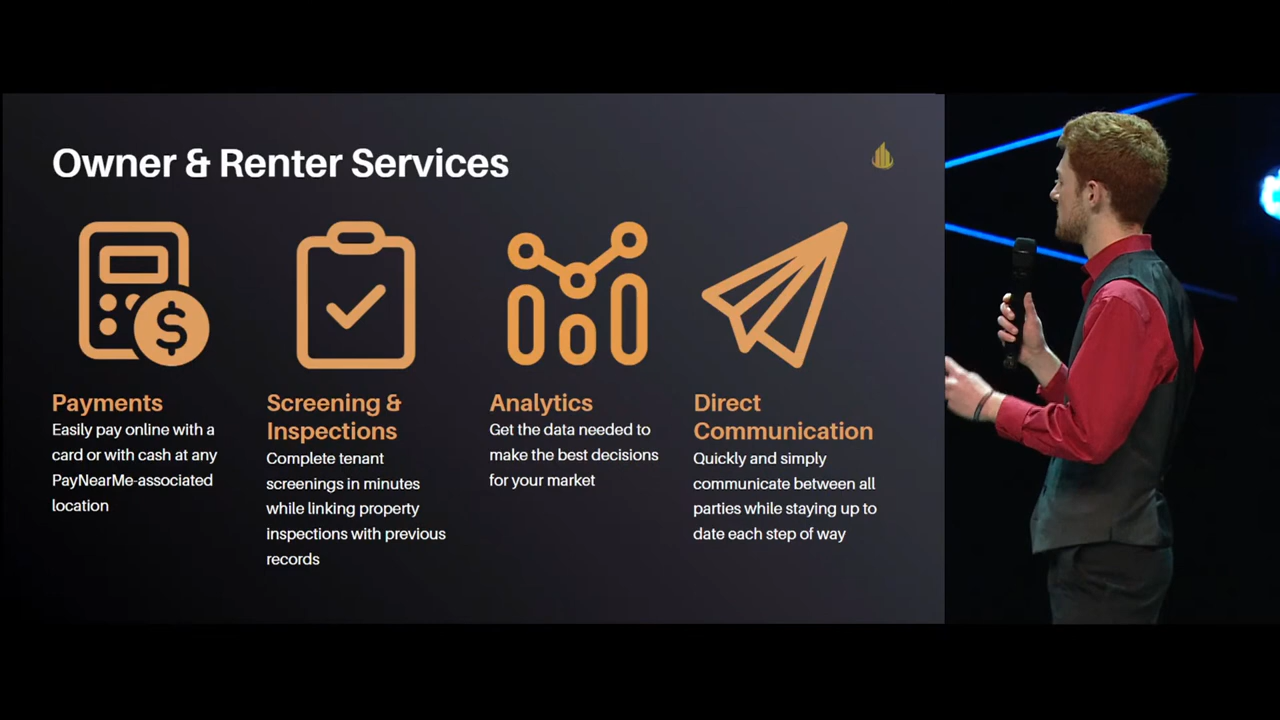 Owner & Renter Services
Payments
Easily pay online with a
card or with cash at any
PayNearMe-associated
location
Screening &
Inspections
Complete tenant
screenings in minutes
while linking property
inspections with previous
records
Analytics
Get the data needed to
make the best decisions
for your market
Direct
Communication
Quickly and simply
communicate between all
parties while staying up to
date each step of way